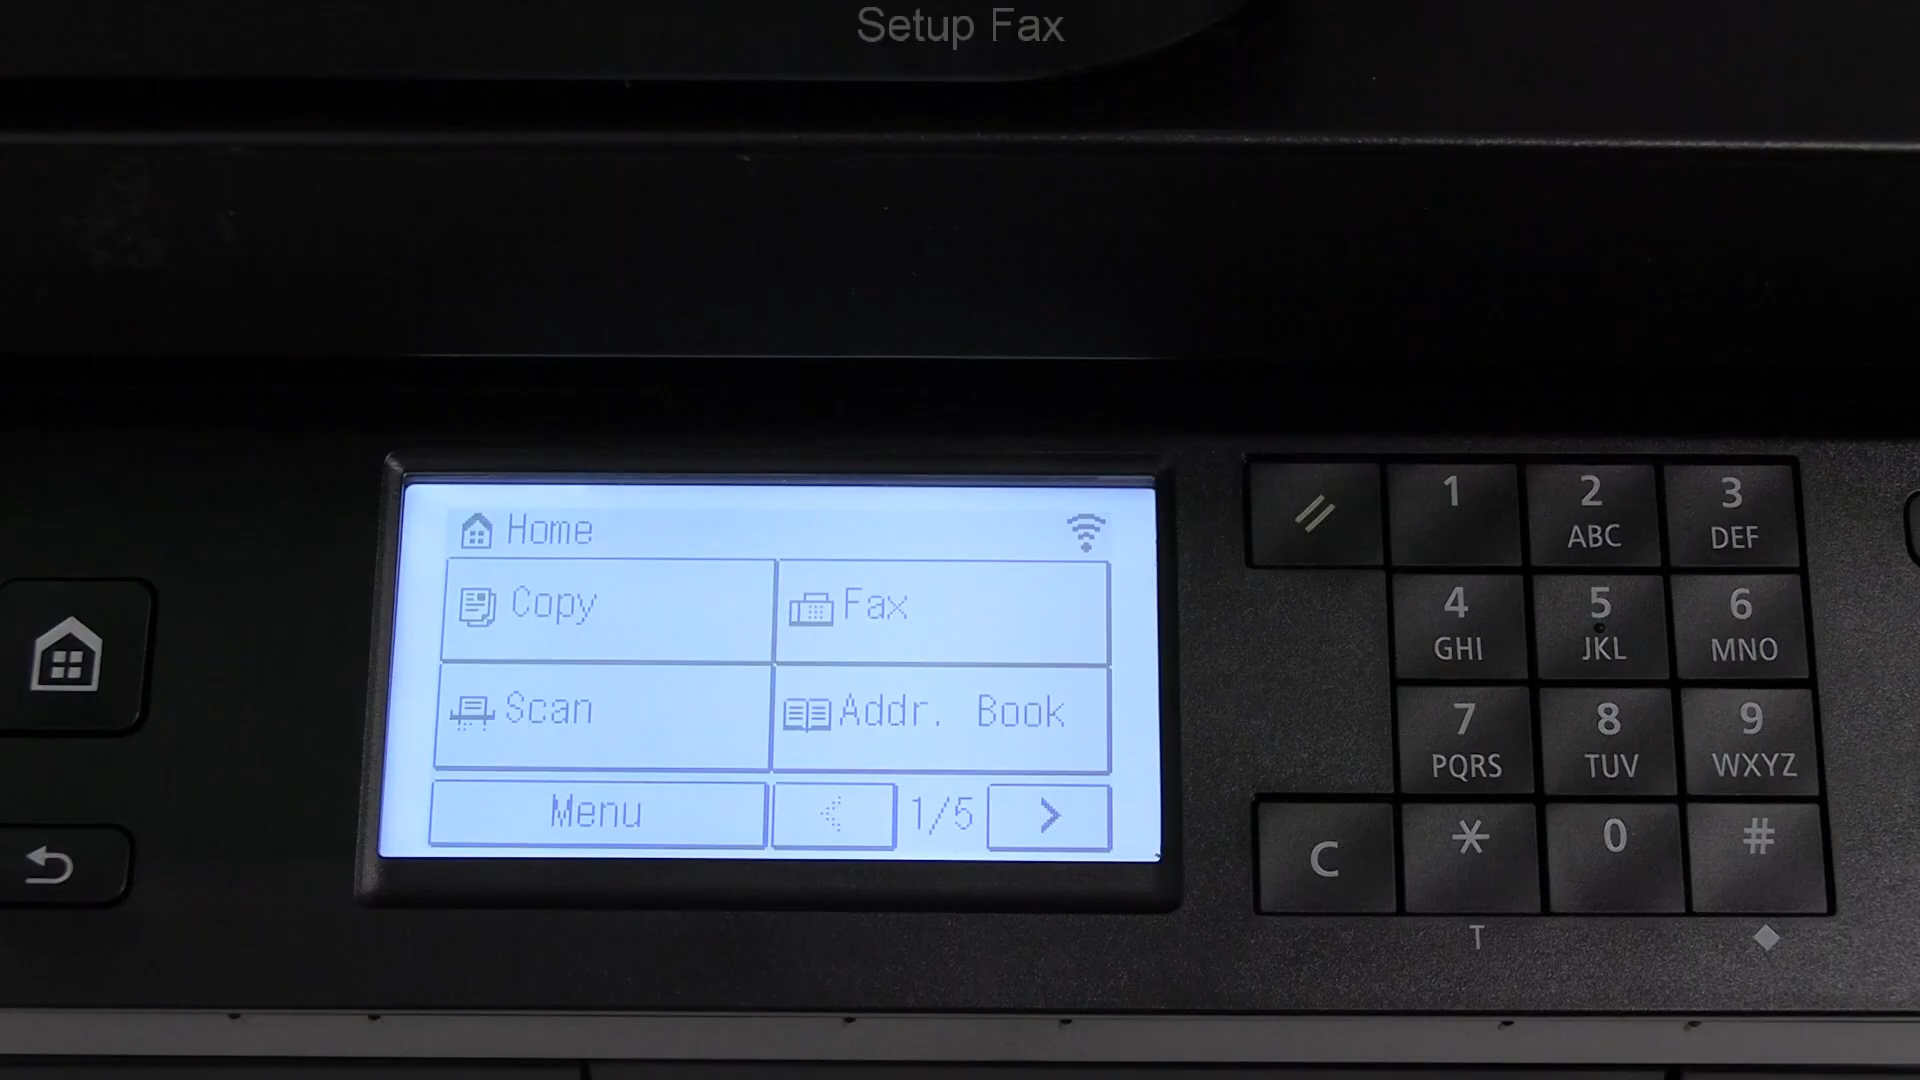 Setup Fax
Home
Copy
Fax
Scan
Addr. Book
Menu
1/5
1
2
ABC
3
DEF
4
GHI
5
JKL
6
MNO
7
PQRS
8
TUV
9
WXYZ
C
*
0
#
T